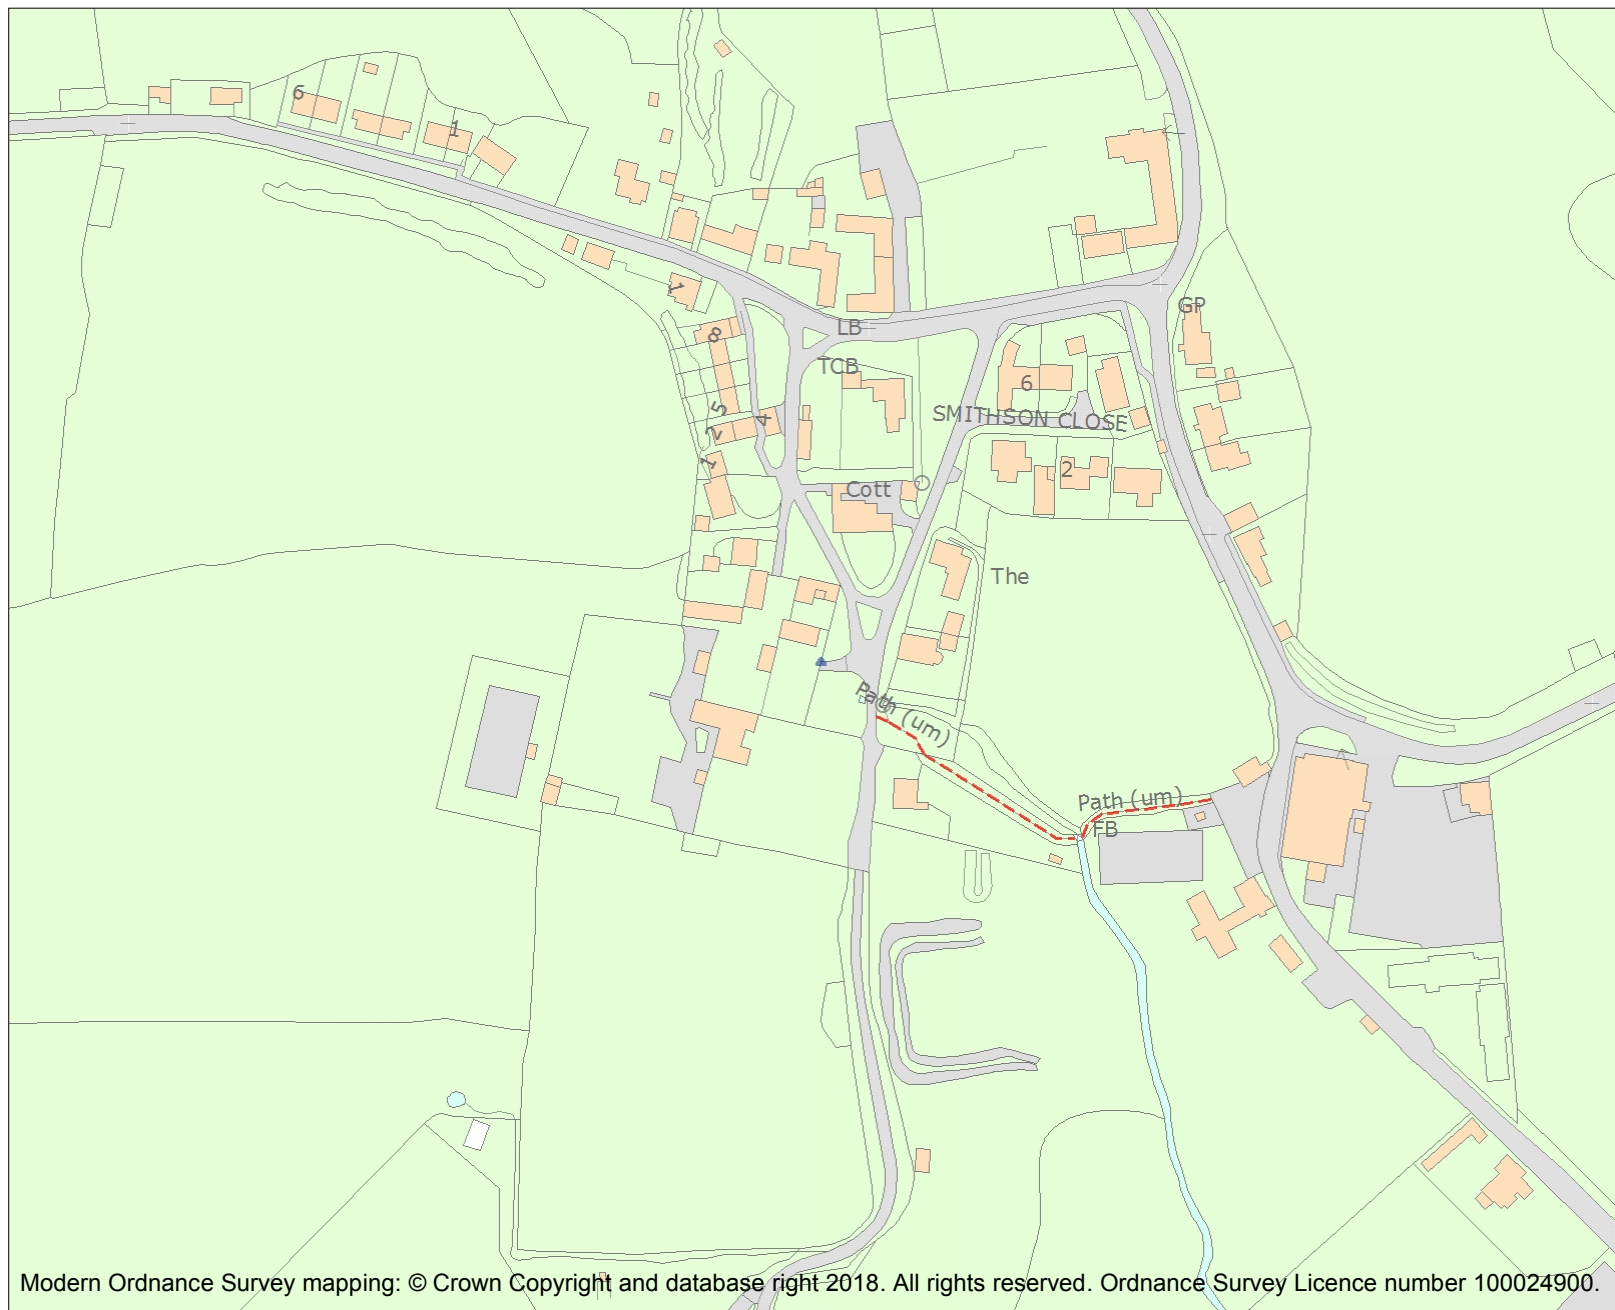 6
1
GP
1
LB
8
TCB
6
5
4
SMITHSON CLOSE
2
1
2
Cott
The
Path (um)
Path (um)
FB
Modern Ordnance Survey mapping: © Crown Copyright and database right 2018. All rights reserved. Ordnance Survey Licence number 100024900.